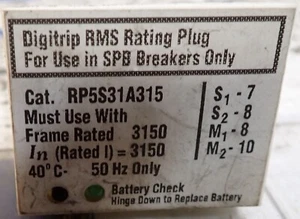 Digitrip RMS Rating Plug
For Use in SPB Breakers Only
Cat. RP5S31A315
Must Use With
Frame Rated 3150
In (Rated I) = 3150
40°C- 50 Hz Only
S1 - 7
S2 - 8
M1 - 8
M2 - 10
Battery Check
Hinge Down to Replace Battery